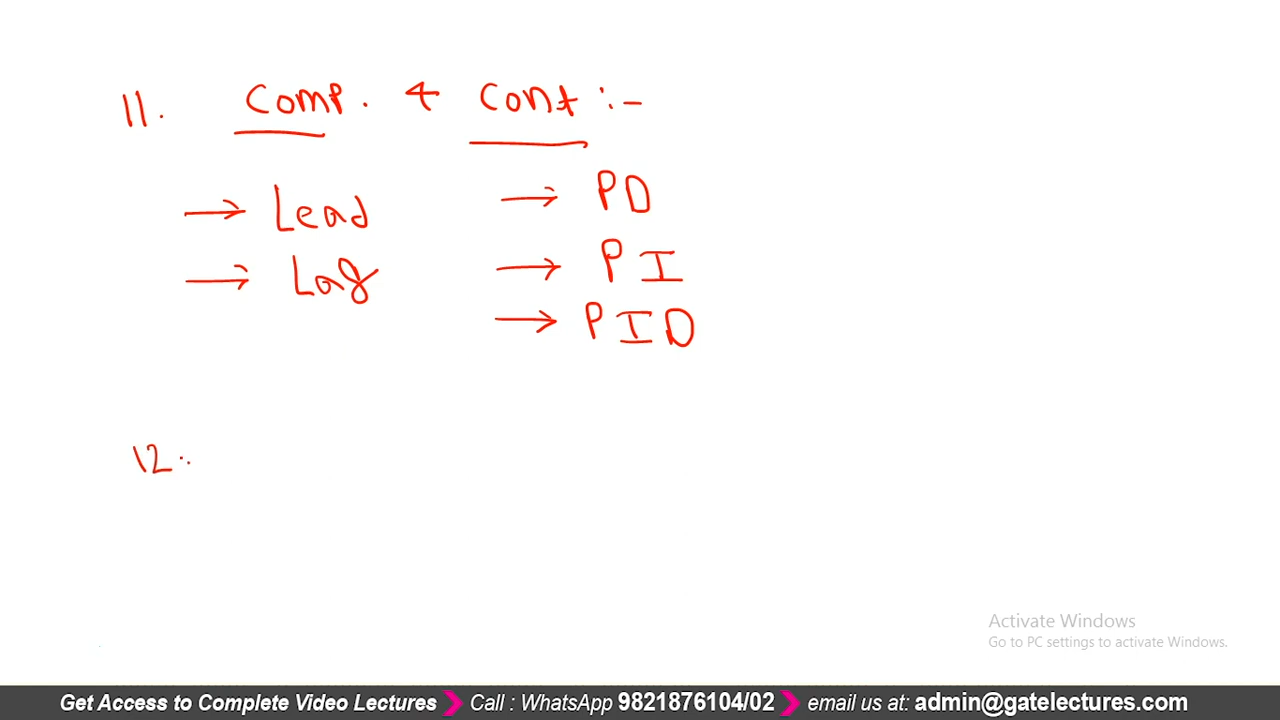 11. Comp. & Cont :-
→ Lead → PD
→ Lag → PI
→ PID
12.
Activate Windows
Go to PC settings to activate Windows.
Get Access to Complete Video Lectures Call : WhatsApp 9821876104/02 email us at: admin@gatelectures.com